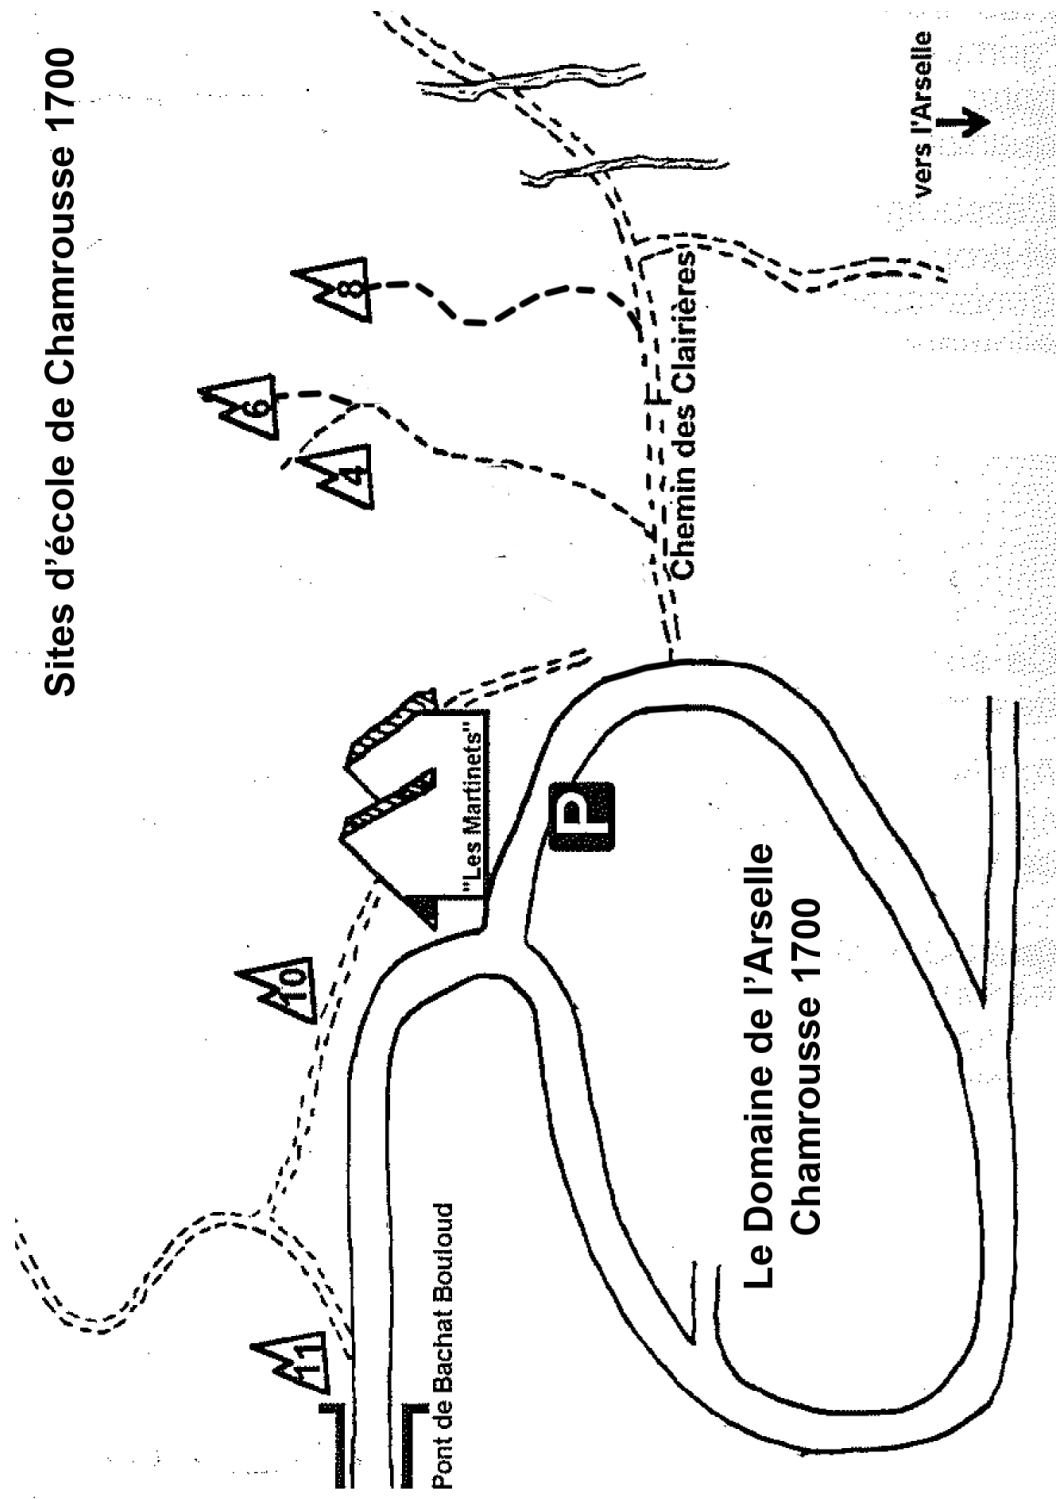 Sites d'école de Chamrousse 1700
11
10
4
6
8
"Les Martinets"
Pont de Bachat Bouloud
P
Chemin des Clairières
Le Domaine de l'Arselle
Chamrousse 1700
vers l'Arselle